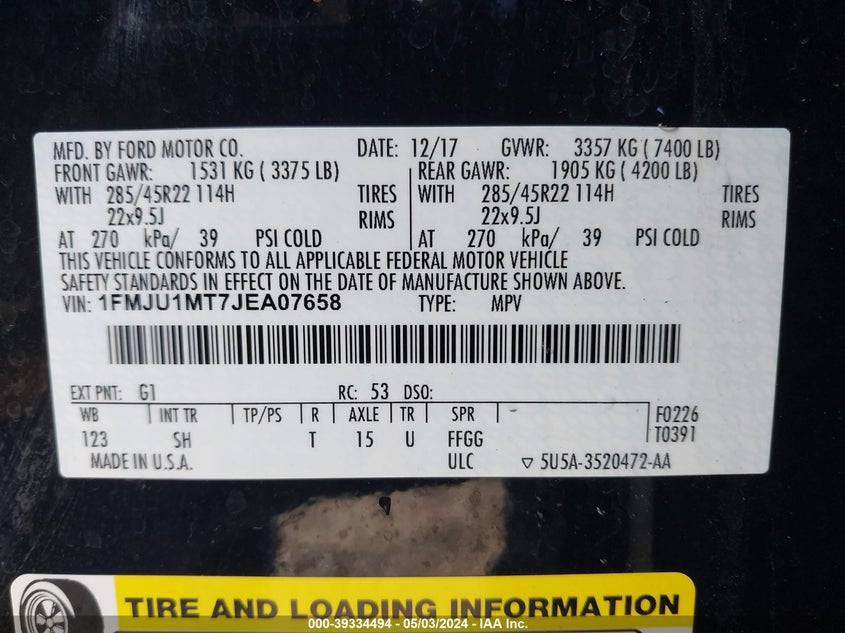 MFD. BY FORD MOTOR CO. DATE: 12/17 GVWR: 3357 KG ( 7400 LB)
FRONT GAWR: 1531 KG ( 3375 LB) REAR GAWR: 1905 KG ( 4200 LB)
WITH 285/45R22 114H TIRES WITH 285/45R22 114H TIRES
22x9.5J RIMS 22x9.5J RIMS
AT 270 kPa/ 39 PSI COLD AT 270 kPa/ 39 PSI COLD
THIS VEHICLE CONFORMS TO ALL APPLICABLE FEDERAL MOTOR VEHICLE
SAFETY STANDARDS IN EFFECT ON THE DATE OF MANUFACTURE SHOWN ABOVE.
VIN: 1FMJU1MT7JEA07658 TYPE: MPV
EXT PNT: G1 RC: 53 DSO:
WB INT TR TP/PS R AXLE TR SPR F0226
123 SH T 15 U FFGG T0391
MADE IN U.S.A. ULC 5U5A-3520472-AA
TIRE AND LOADING INFORMATION
000-39334494 - 05/03/2024 - IAA Inc.